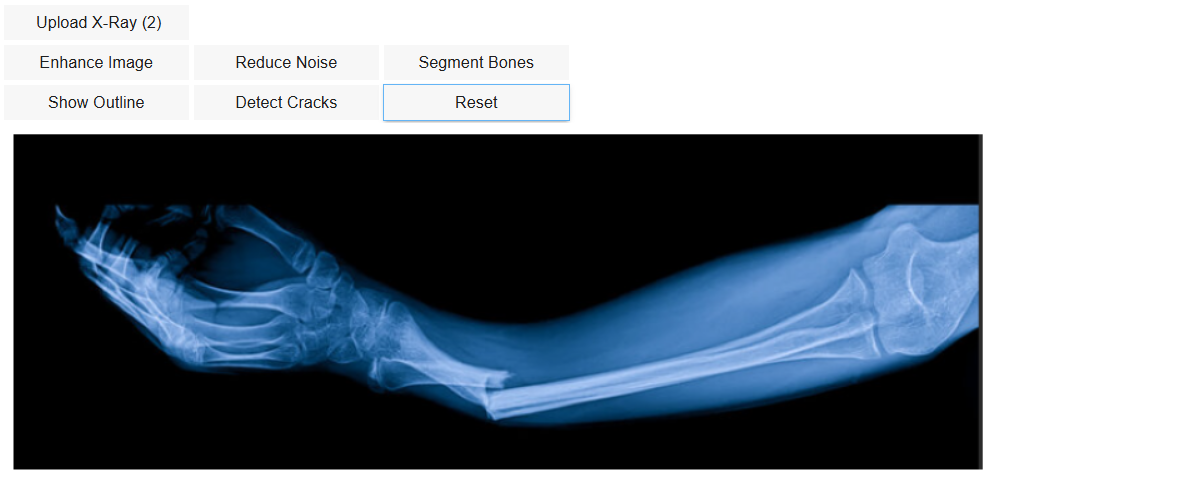 Upload X-Ray (2)
Enhance Image Reduce Noise Segment Bones
Show Outline Detect Cracks Reset